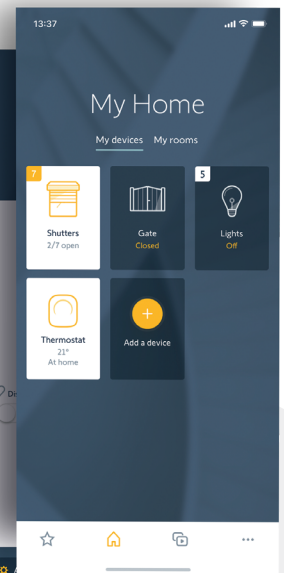 13:37
My Home
My devices My rooms
7
Shutters
2/7 open
Gate
Closed
5
Lights
Off
Thermostat
21°
At home
Add a device
Di